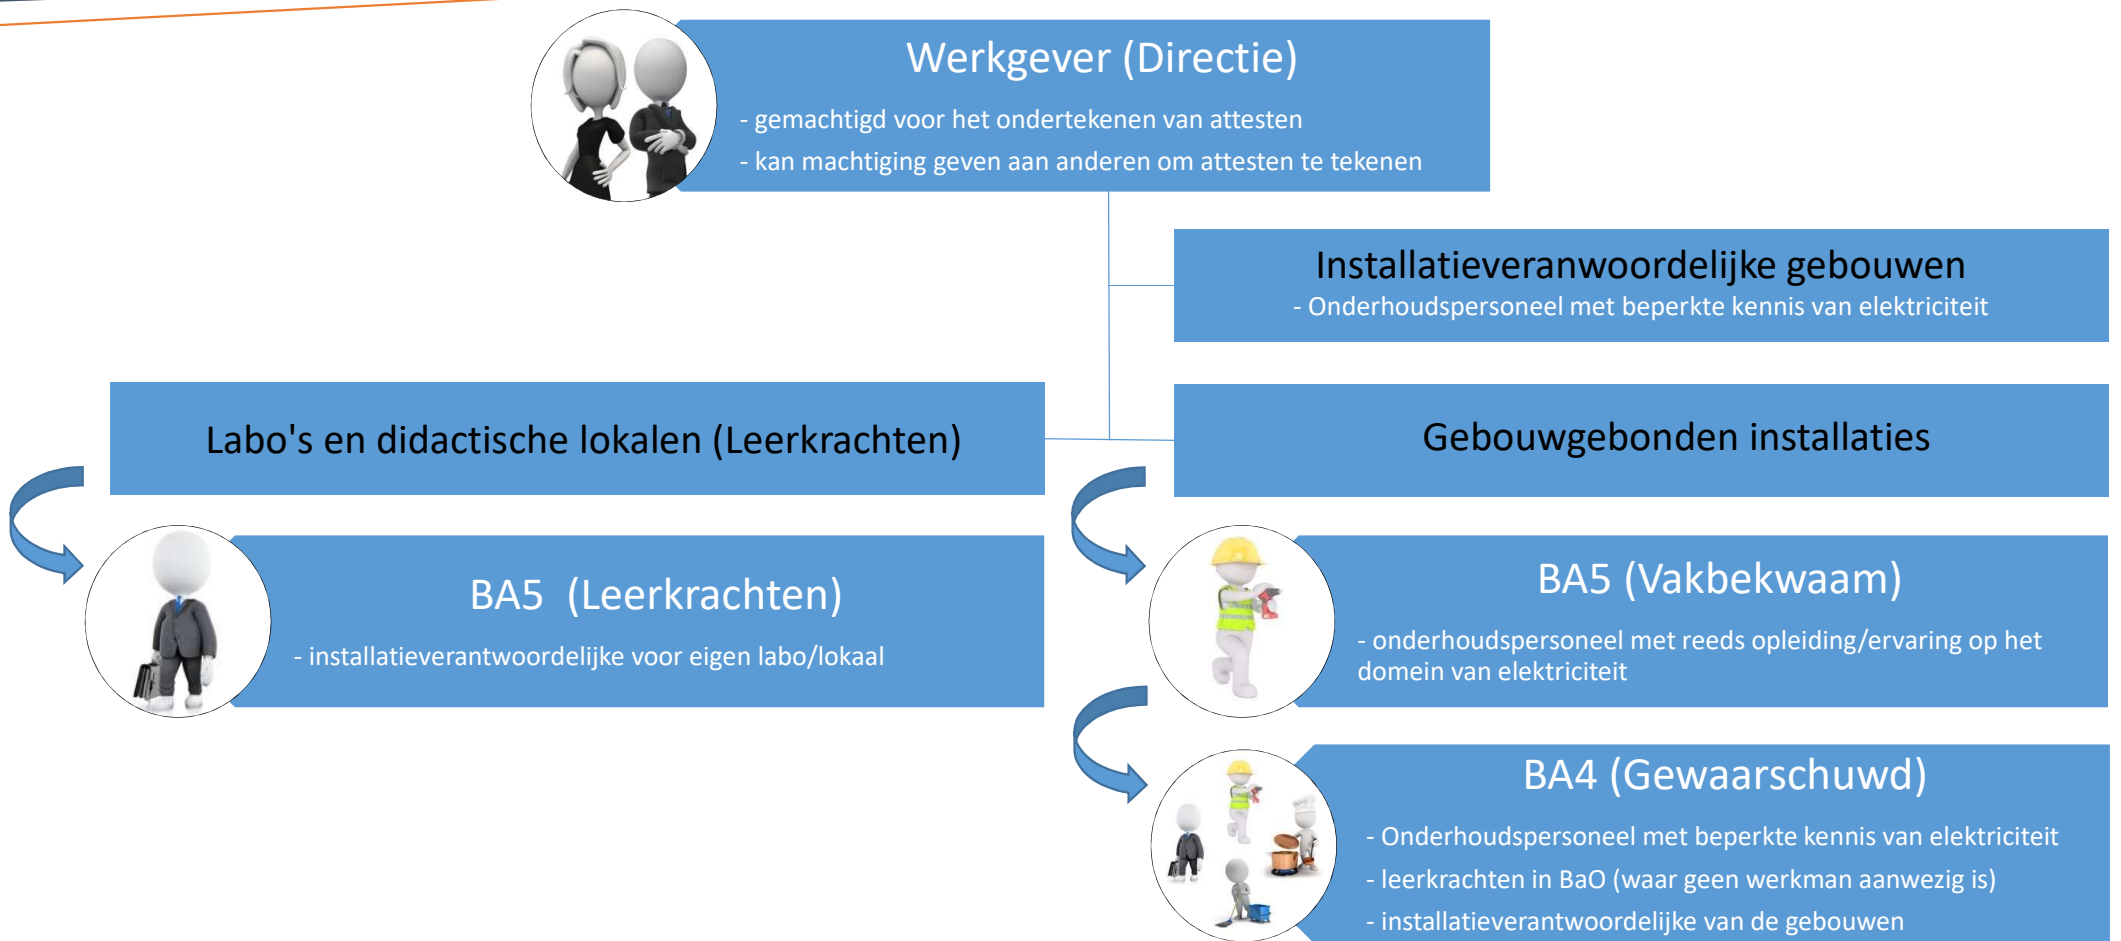 Werkgever (Directie)
- gemachtigd voor het ondertekenen van attesten
- kan machtiging geven aan anderen om attesten te tekenen
Installatieveranwoordelijke gebouwen
- Onderhoudspersoneel met beperkte kennis van elektriciteit
Labo's en didactische lokalen (Leerkrachten)
Gebouwgebonden installaties
BA5 (Leerkrachten)
- installatieverantwoordelijke voor eigen labo/lokaal
BA5 (Vakbekwaam)
- onderhoudspersoneel met reeds opleiding/ervaring op het
domein van elektriciteit
BA4 (Gewaarschuwd)
- Onderhoudspersoneel met beperkte kennis van elektriciteit
- leerkrachten in BaO (waar geen werkman aanwezig is)
- installatieverantwoordelijke van de gebouwen